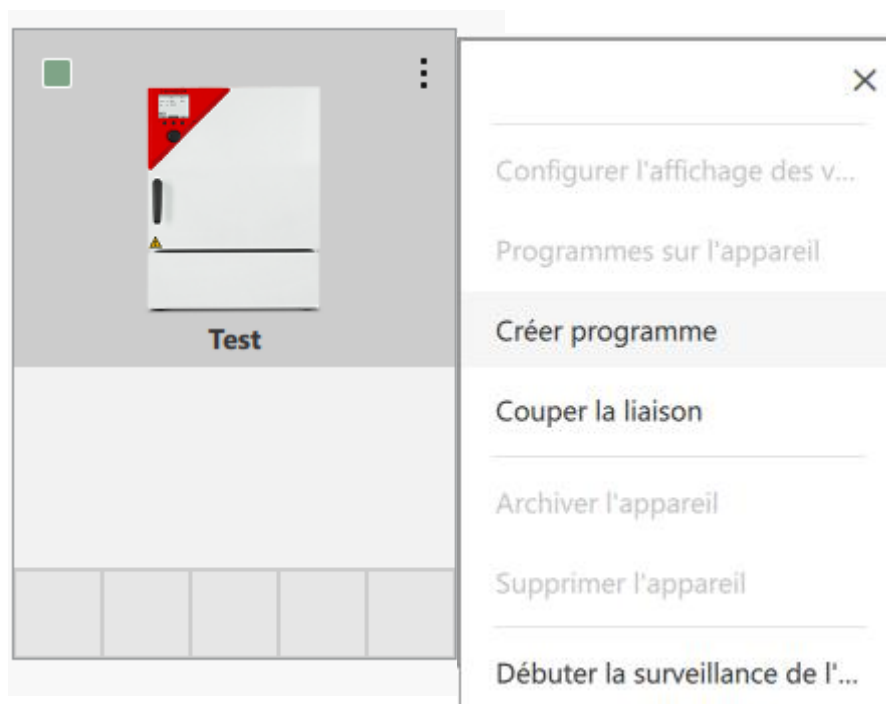 Test
Configurer l'affichage des v...
Programmes sur l'appareil
Créer programme
Couper la liaison
Archiver l'appareil
Supprimer l'appareil
Débuter la surveillance de l'...